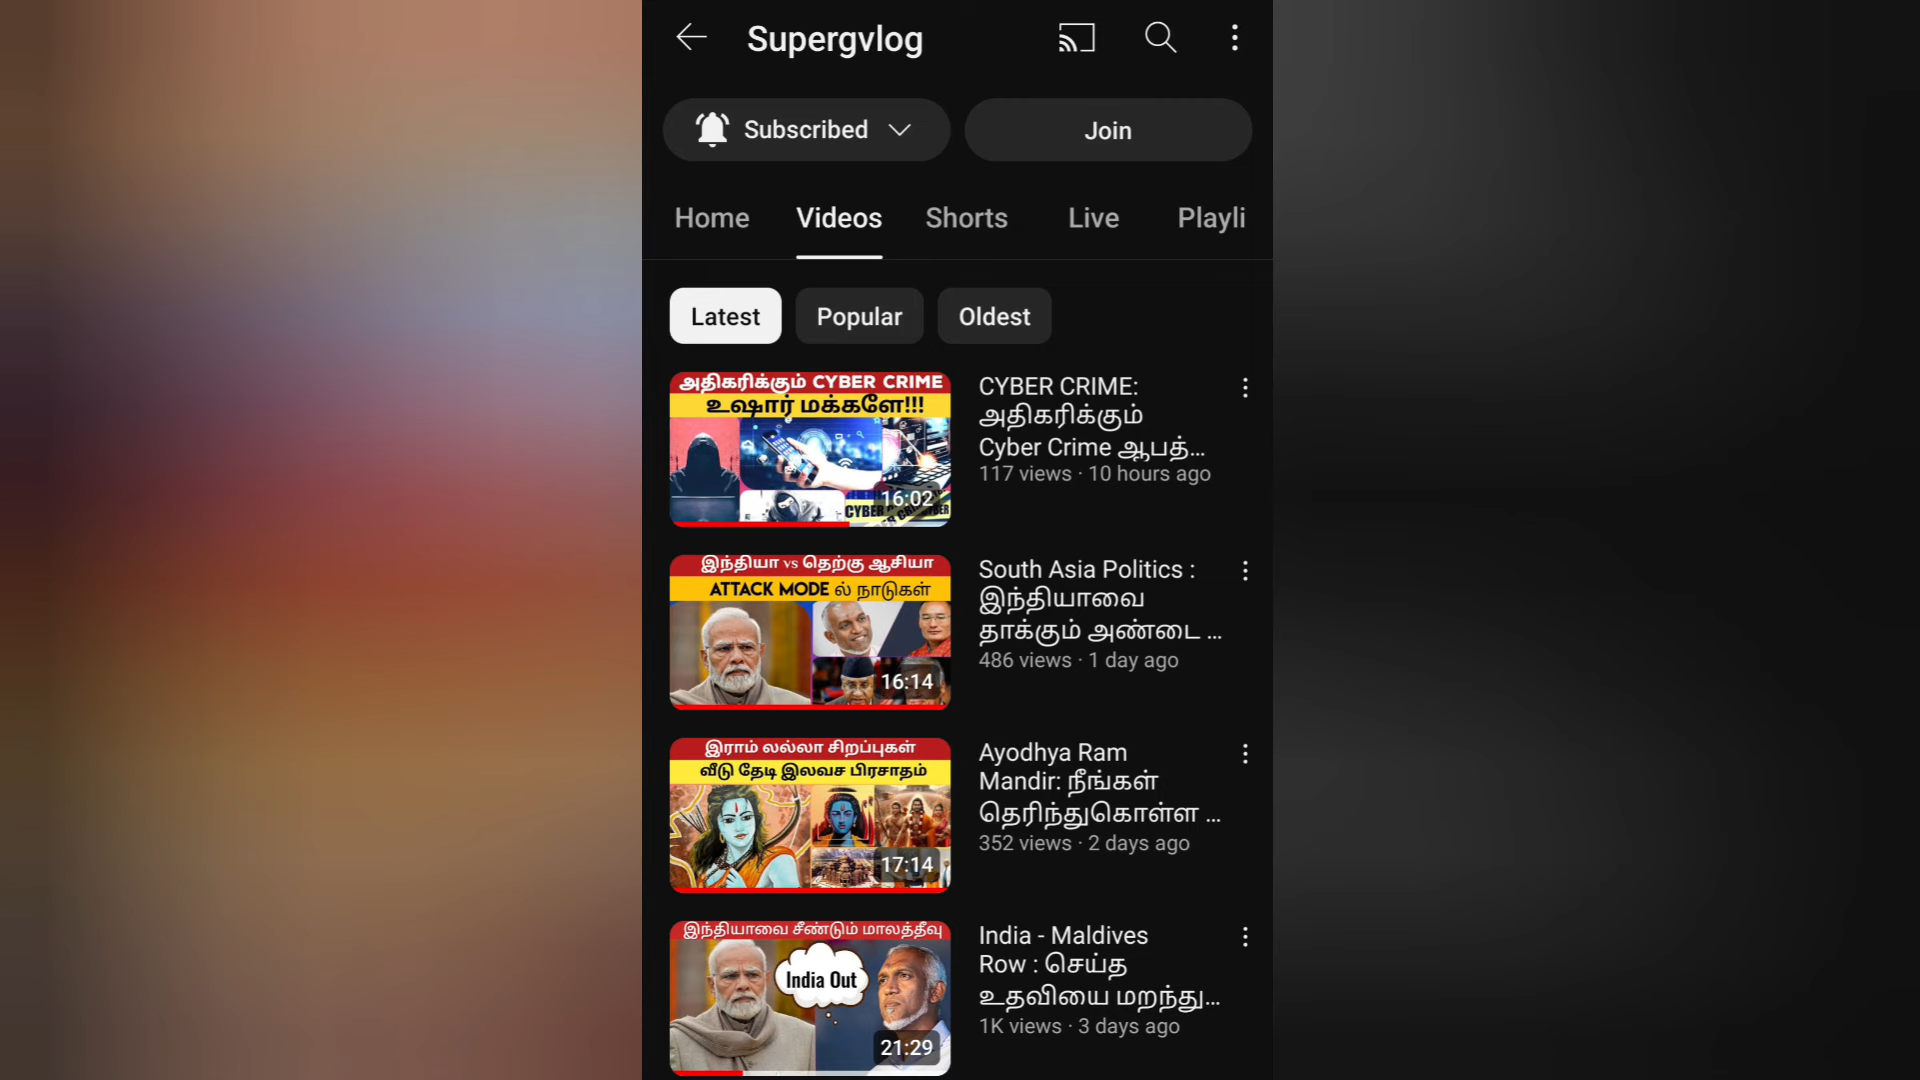 Supergvlog
Subscribed
Join
Home Videos Shorts Live Playli
Latest Popular Oldest
அதிகரிக்கும் CYBER CRIME
உஷார் மக்களே!!!
16:02
CYBER CRIME:
அதிகரிக்கும்
Cyber Crime ஆபத்...
117 views · 10 hours ago
இந்தியா vs தெற்கு ஆசியா
ATTACK MODE ல் நாடுகள்
16:14
South Asia Politics :
இந்தியாவை
தாக்கும் அண்டை ...
486 views · 1 day ago
இராம் லல்லா சிறப்புகள்
வீடு தேடி இலவச பிரசாதம்
17:14
Ayodhya Ram
Mandir: நீங்கள்
தெரிந்துகொள்ள ...
352 views · 2 days ago
இந்தியாவை சீண்டும் மாலத்தீவு
India Out
21:29
India - Maldives
Row : செய்த
உதவியை மறந்து...
1K views · 3 days ago